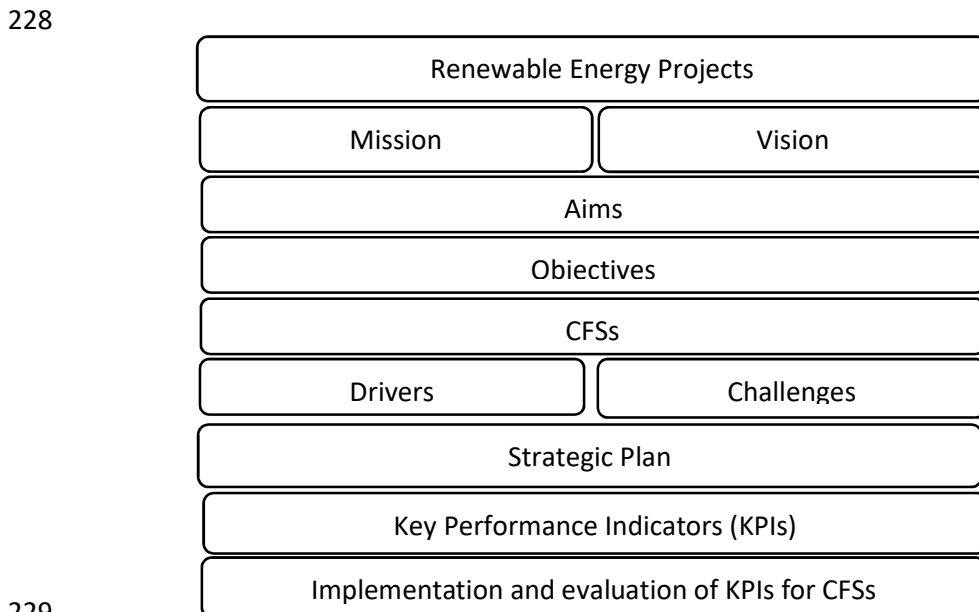 228
Renewable Energy Projects
Mission Vision
Aims
Objectives
CFSs
Drivers Challenges
Strategic Plan
Key Performance Indicators (KPIs)
Implementation and evaluation of KPIs for CFSs
229